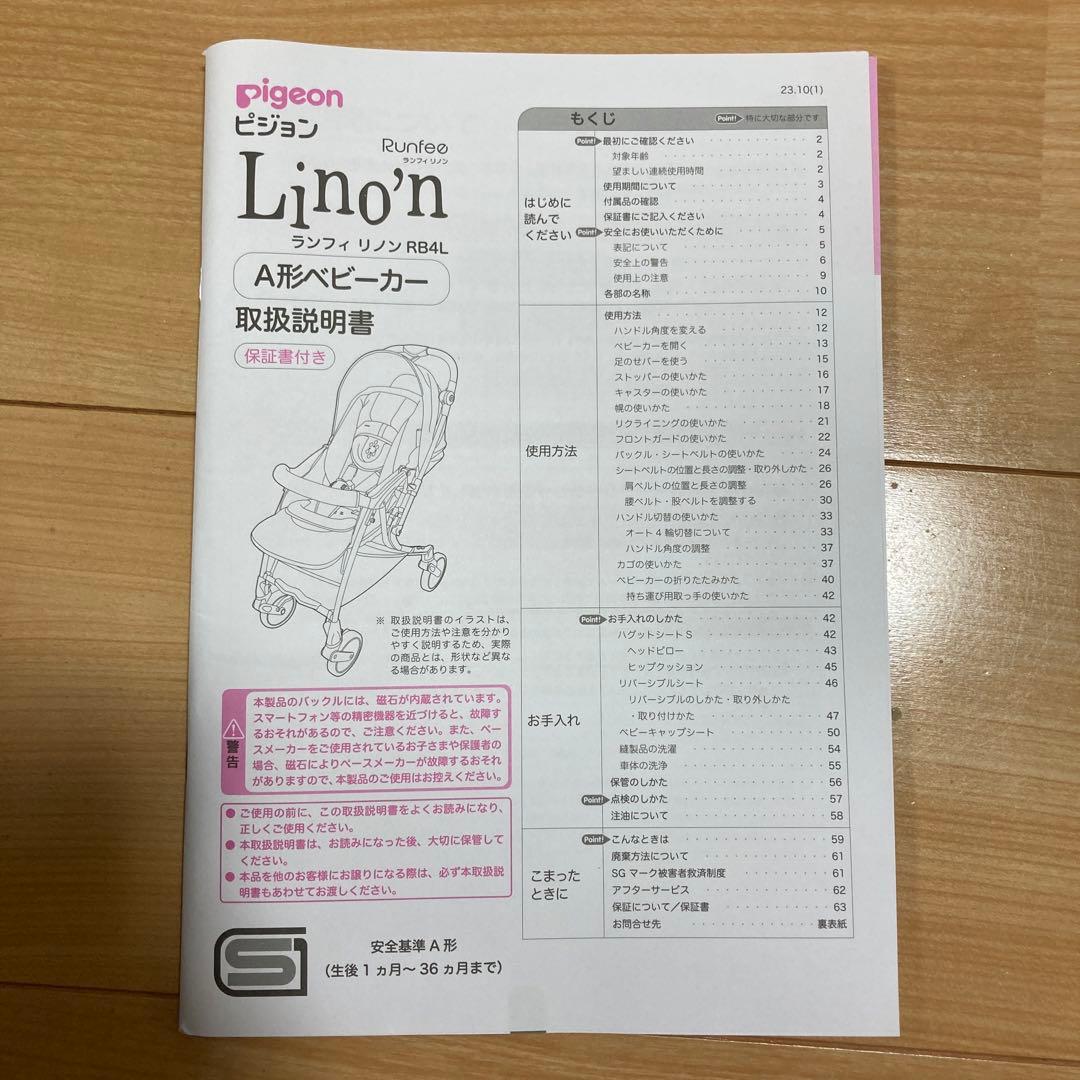 Pigeon
ピジョン
Runfee
ランフィ リノン
Lino'n
ランフィ リノン RB4L
A形ベビーカー
取扱説明書
保証書付き
※ 取扱説明書のイラストは、
ご使用方法や注意を分かり
やすく説明するため、実際
の商品とは、形状など異な
る場合があります。
警告
本製品のバックルには、磁石が内蔵されています。
スマートフォン等の精密機器を近づけると、故障す
るおそれがあるので、ご注意ください。また、ペー
スメーカーをご使用されているお子さまや保護者の
場合、磁石によりペースメーカーが故障するおそれ
がありますので、本製品のご使用はお控えください。
● ご使用の前に、この取扱説明書をよくお読みになり、
正しくご使用ください。
● 本取扱説明書は、お読みになった後、大切に保管して
ください。
● 本品を他のお客様にお譲りになる際は、必ず本取扱説
明書もあわせてお渡しください。
SG
安全基準 A 形
（生後 1 ヵ月〜 36 ヵ月まで）
23.10(1)
もくじ
Point! 特に大切な部分です
はじめに
読んで
ください
Point! 最初にご確認ください 2
対象年齢 2
望ましい連続使用時間 2
使用期間について 3
付属品の確認 4
保証書にご記入ください 4
Point! 安全にお使いいただくために 5
表記について 5
安全上の警告 6
使用上の注意 9
各部の名称 10
使用方法
使用方法 12
ハンドル角度を変える 12
ベビーカーを開く 13
足のせバーを使う 15
ストッパーの使いかた 16
キャスターの使いかた 17
幌の使いかた 18
リクライニングの使いかた 21
フロントガードの使いかた 22
バックル・シートベルトの使いかた 24
シートベルトの位置と長さの調整・取り外しかた 26
肩ベルトの位置と長さの調整 26
腰ベルト・股ベルトを調整する 30
ハンドル切替の使いかた 33
オート 4 輪切替について 33
ハンドル角度の調整 37
カゴの使いかた 37
ベビーカーの折りたたみかた 40
持ち運び用取っ手の使いかた 42
お手入れ
Point! お手入れのしかた 42
ハグットシート S 42
ヘッドピロー 43
ヒップクッション 45
リバーシブルシート 46
リバーシブルのしかた・取り外しかた
・取り付けかた 47
ベビーキャップシート 50
縫製品の洗濯 54
車体の洗浄 55
保管のしかた 56
Point! 点検のしかた 57
注油について 58
こまった
ときに
Point! こんなときは 59
廃棄方法について 61
SG マーク被害者救済制度 61
アフターサービス 62
保証について／保証書 63
お問合せ先 裏表紙